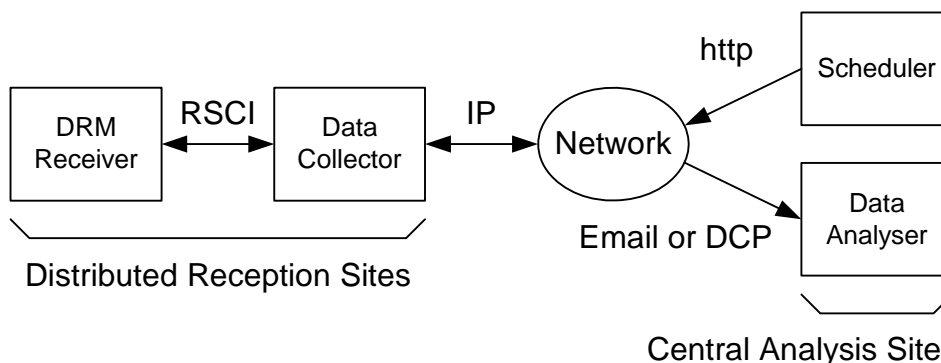 http
Scheduler
DRM
Receiver
RSCI
Data
Collector
IP
Network
Data
Analyser
Email or DCP
Distributed Reception Sites
Central Analysis Site